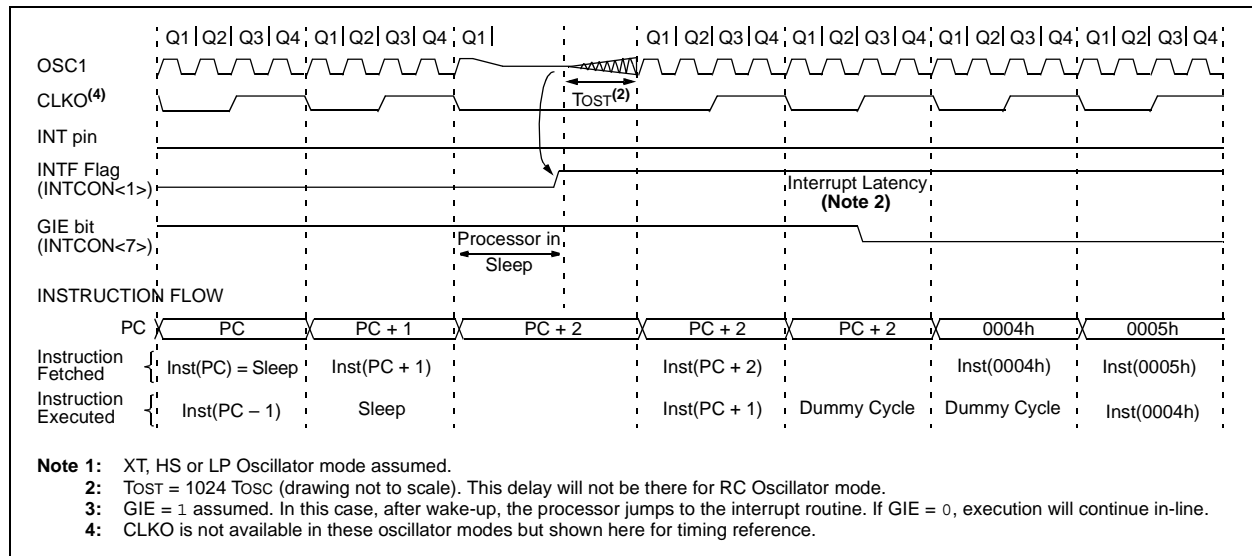 Q1 Q2 Q3 Q4 Q1 Q2 Q3 Q4 Q1 Q1 Q2 Q3 Q4 Q1 Q2 Q3 Q4 Q1 Q2 Q3 Q4 Q1 Q2 Q3 Q4
OSC1
TOST(2)
CLKO(4)
INT pin
INTF Flag
(INTCON<1>)
Interrupt Latency
(Note 2)
GIE bit
(INTCON<7>)
Processor in
Sleep
INSTRUCTION FLOW
PC PC PC + 1 PC + 2 PC + 2 PC + 2 0004h 0005h
Instruction
Fetched
Inst(PC) = Sleep Inst(PC + 1) Inst(PC + 2) Inst(0004h) Inst(0005h)
Instruction
Executed
Inst(PC – 1) Sleep Inst(PC + 1) Dummy Cycle Dummy Cycle Inst(0004h)
Note 1: XT, HS or LP Oscillator mode assumed.
2: TOST = 1024 TOSC (drawing not to scale). This delay will not be there for RC Oscillator mode.
3: GIE = 1 assumed. In this case, after wake-up, the processor jumps to the interrupt routine. If GIE = 0, execution will continue in-line.
4: CLKO is not available in these oscillator modes but shown here for timing reference.